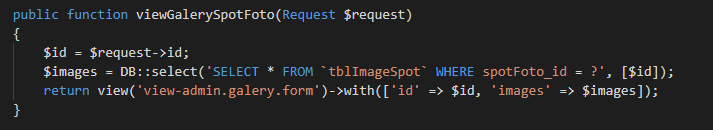 public function viewGalerySpotFoto(Request $request)
{
$id = $request->id;
$images = DB::select('SELECT * FROM `tblImageSpot` WHERE spotFoto_id = ?', [$id]);
return view('view-admin.galery.form')->with(['id' => $id, 'images' => $images]);
}